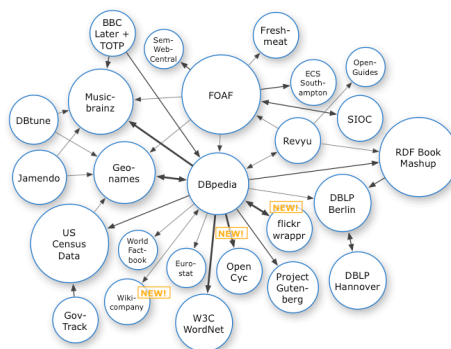 BBC
Later +
TOTP
Sem-
Web-
Central
Fresh-
meat
FOAF
ECS
South-
ampton
Open-
Guides
Music-
brainz
DBtune
SIOC
Revyu
RDF Book
Mashup
Jamendo
Geo-
names
DBpedia
DBLP
Berlin
NEW!
flickr
wrappr
US
Census
Data
World
Fact-
book
Euro-
stat
NEW!
Open
Cyc
Project
Guten-
berg
DBLP
Hannover
Wiki-
company
NEW!
Gov-
Track
W3C
WordNet